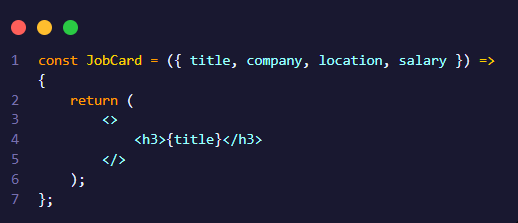 1 const JobCard = ({ title, company, location, salary }) =>
{
2     return (
3         <>
4             <h3>{title}</h3>
5         </>
6     );
7 };